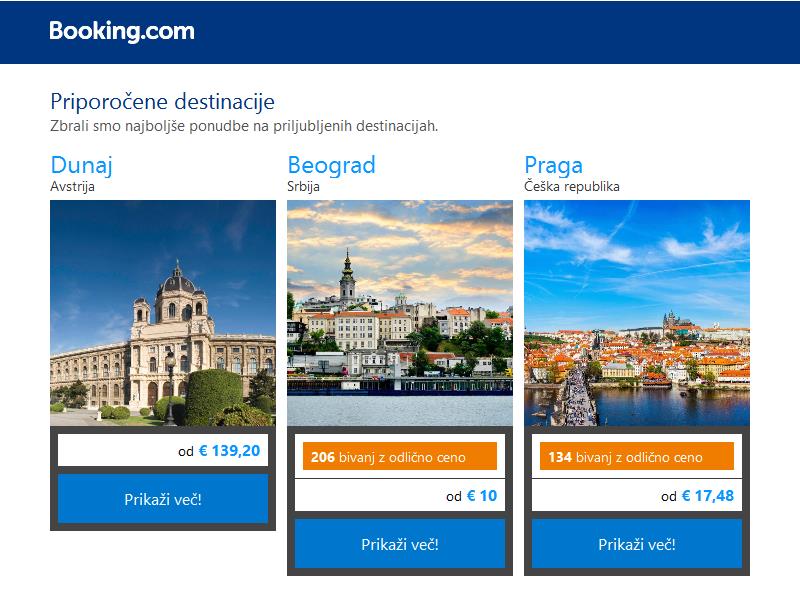 Booking.com
Priporočene destinacije
Zbrali smo najboljše ponudbe na priljubljenih destinacijah.
Dunaj
Avstrija
od € 139,20
Prikaži več!
Beograd
Srbija
206 bivanj z odlično ceno
od € 10
Prikaži več!
Praga
Češka republika
134 bivanj z odlično ceno
od € 17,48
Prikaži več!